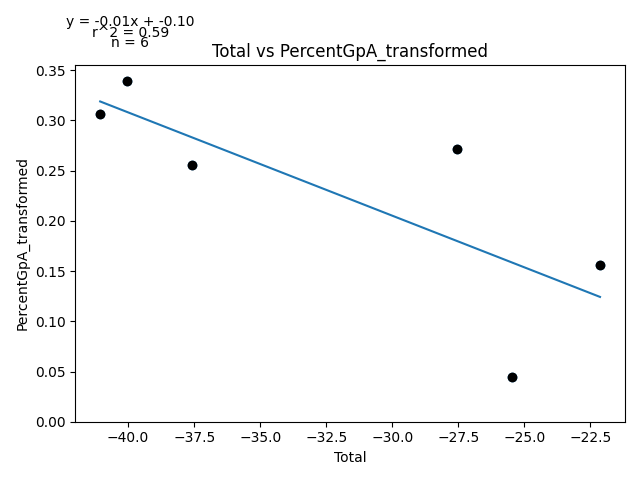 y = -0.01x + -0.10
r^2 = 0.59
n = 6
Total vs PercentGpA_transformed
0.35
0.30
0.25
0.20
0.15
0.10
0.05
0.00
PercentGpA_transformed
−40.0 −37.5 −35.0 −32.5 −30.0 −27.5 −25.0 −22.5
Total